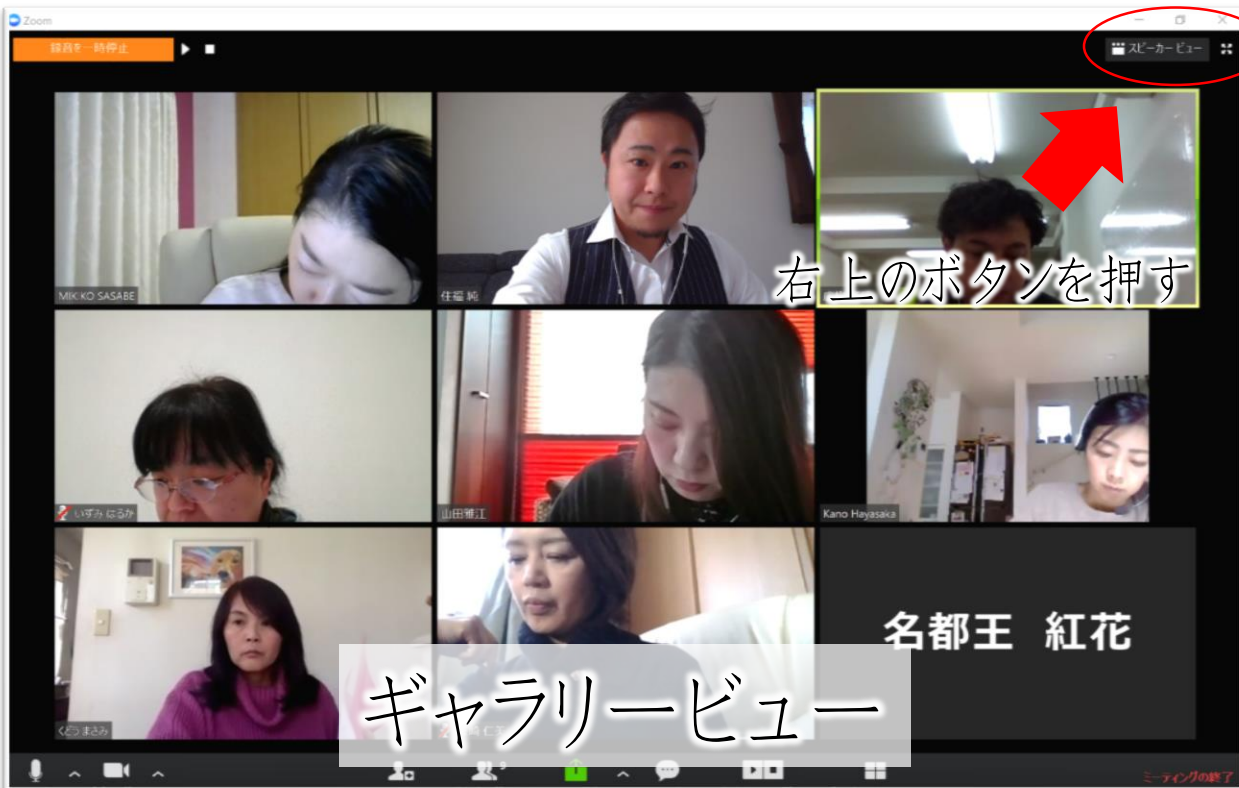 Zoom
録音を一時停止
スピーカー ビュー
MIKIKO SASABE
住福 純
右上のボタンを押す
いずみ はるか
山田雅江
Kano Hayasaka
くどうまさみ
名都王 紅花
ギャラリービュー
ミーティングの終了